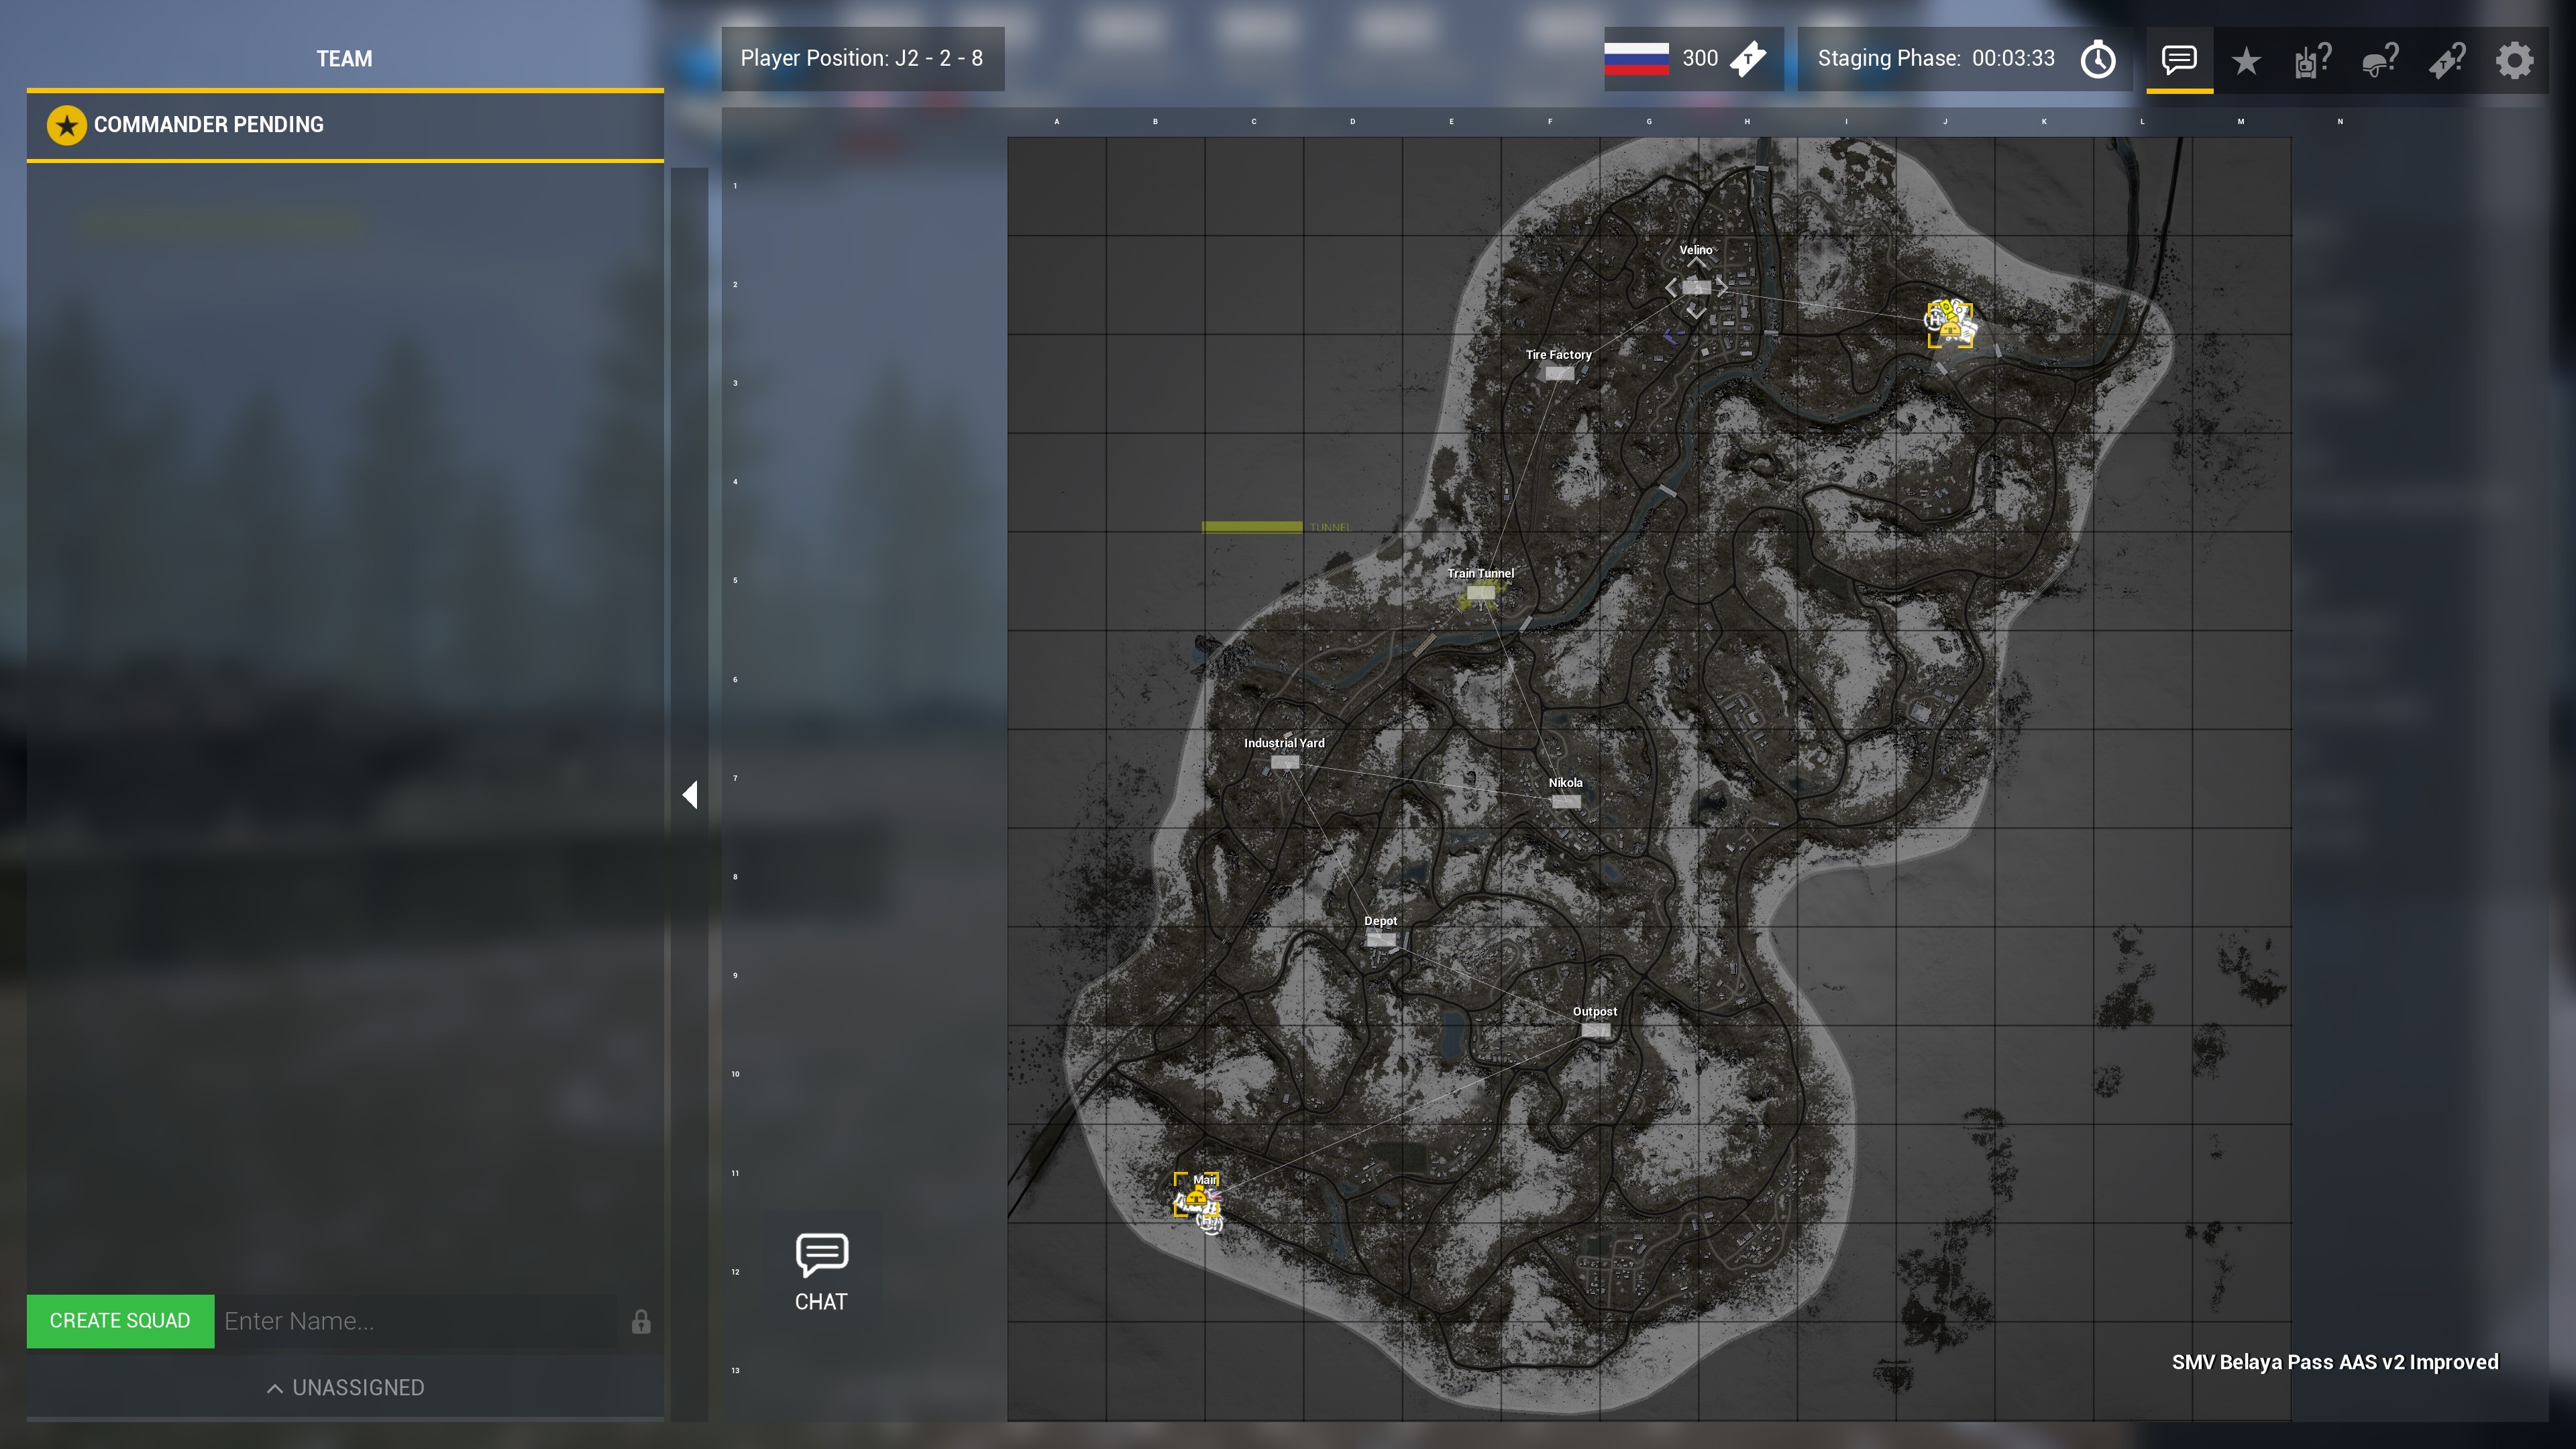 TEAM
Player Position: J2 - 2 - 8
300
Staging Phase: 00:03:33
COMMANDER PENDING
A B C D E F G H I J K L M N
1
2
3
4
5
6
7
8
9
10
11
12
13
Velino
Tire Factory
TUNNEL
Train Tunnel
Industrial Yard
Nikola
Depot
Outpost
Main
H
H
CHAT
CREATE SQUAD
Enter Name...
UNASSIGNED
SMV Belaya Pass AAS v2 Improved